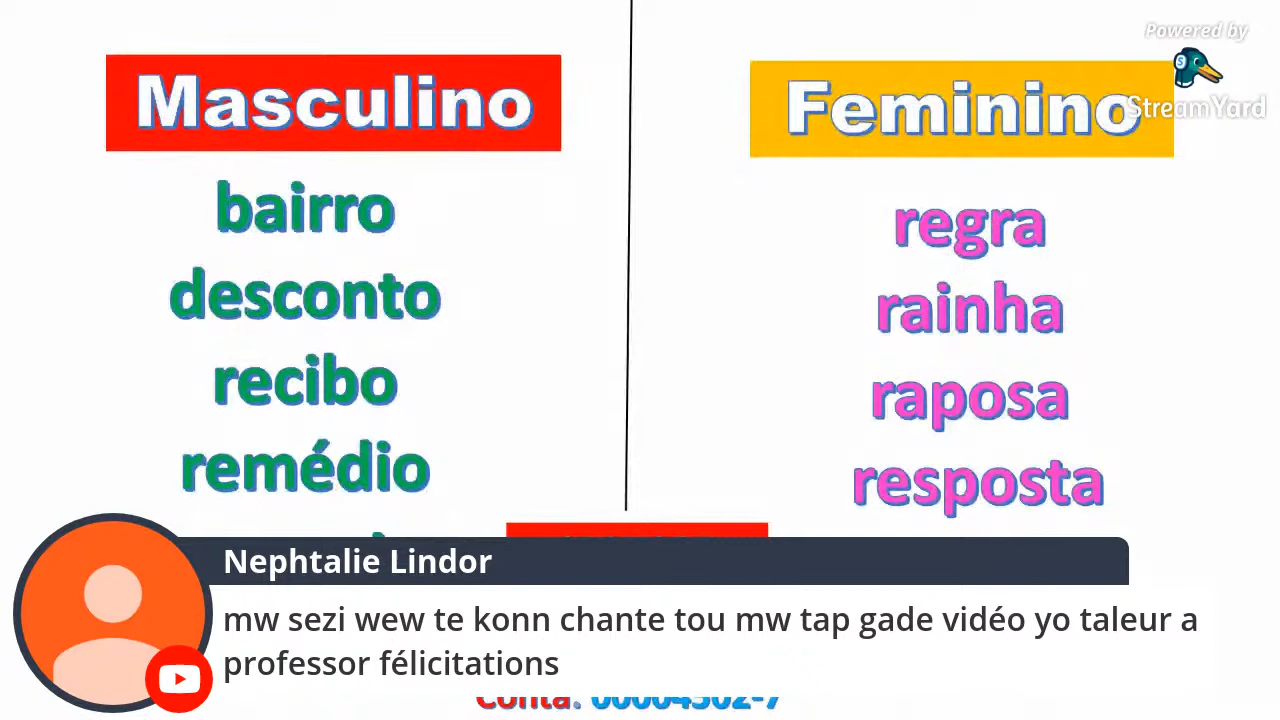 Powered by
StreamYard
Masculino
Feminino
bairro
regra
desconto
rainha
recibo
raposa
remédio
resposta
Nephtalie Lindor
mw sezi wew te konn chante tou mw tap gade vidéo yo taleur a
professor félicitations
Conta: